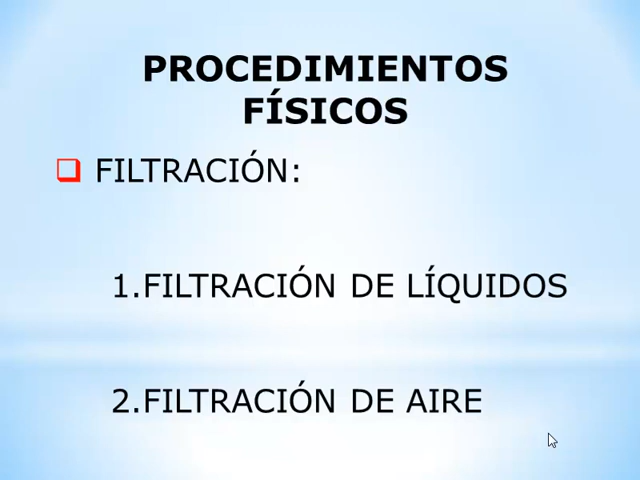 PROCEDIMIENTOS
FÍSICOS
FILTRACIÓN:
1.FILTRACIÓN DE LÍQUIDOS
2.FILTRACIÓN DE AIRE